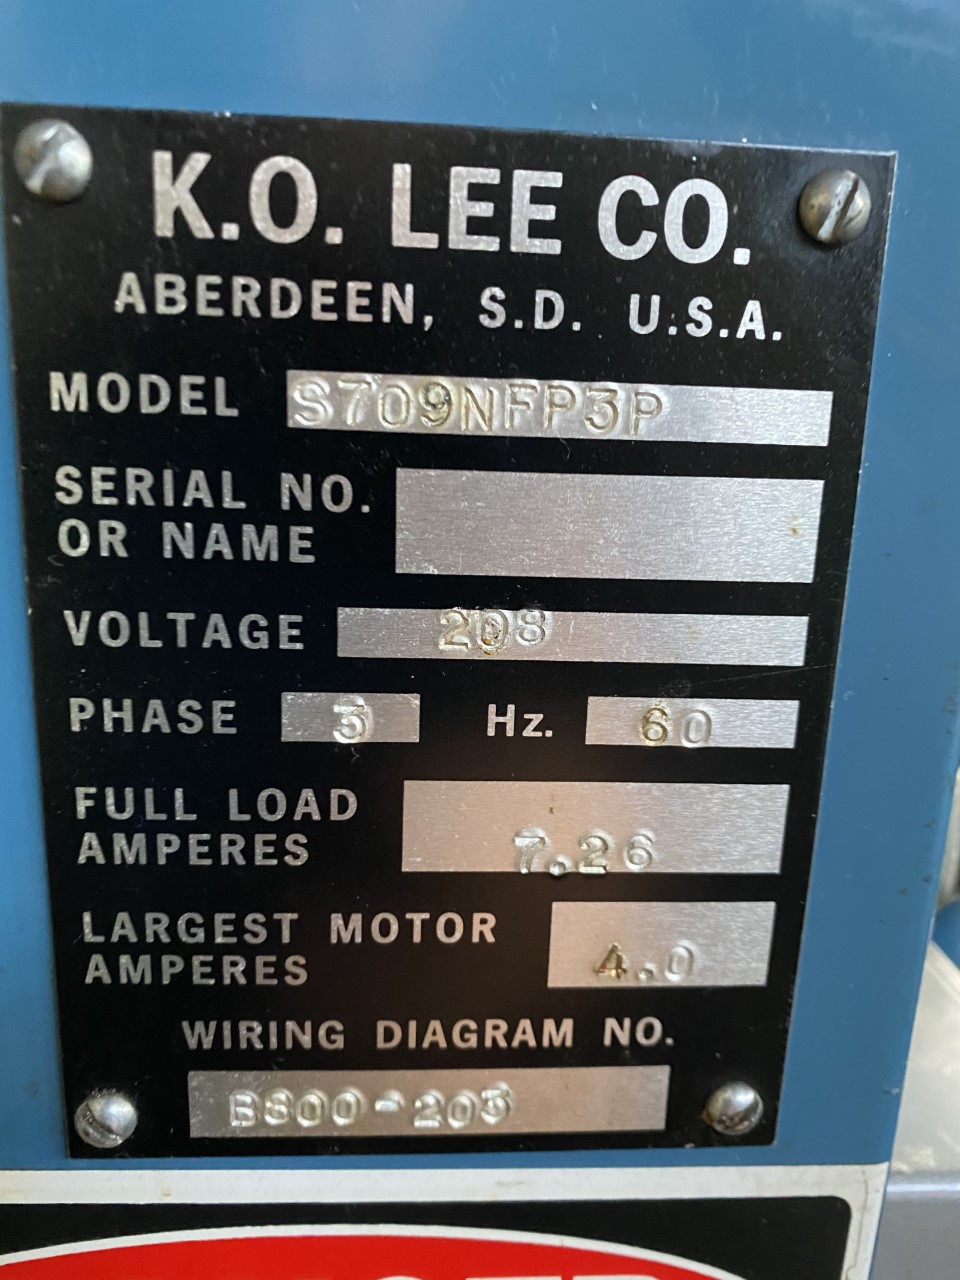 K.O. LEE CO.
ABERDEEN, S.D. U.S.A.
MODEL S709NFP3P
SERIAL NO.
OR NAME
VOLTAGE 208
PHASE 3 Hz. 60
FULL LOAD
AMPERES 7.26
LARGEST MOTOR
AMPERES 4.0
WIRING DIAGRAM NO.
B800-203